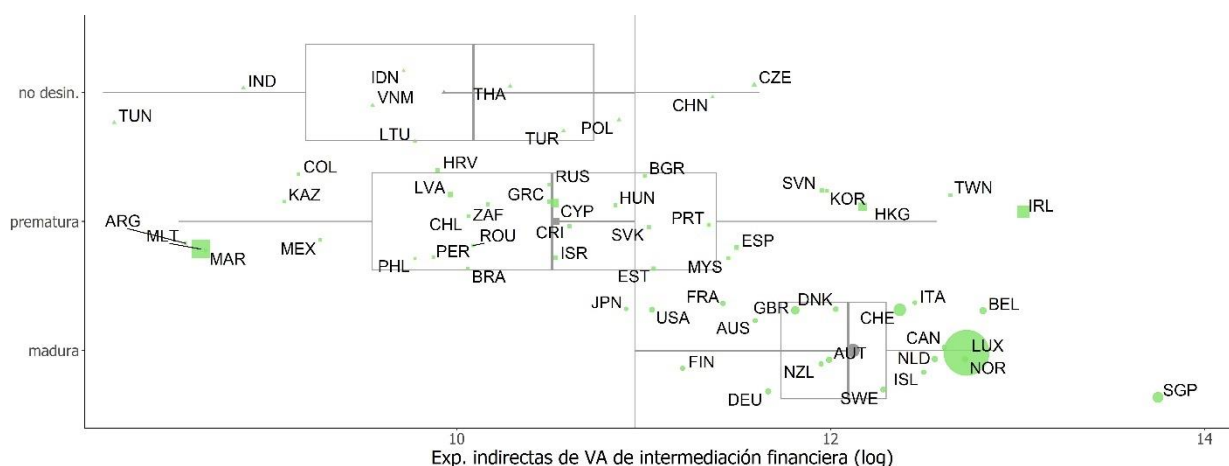 no desin.
IND
IDN
VNM
THA
CZE
CHN
TUN
LTU
TUR
POL
prematura
COL
KAZ
HRV
LVA
RUS
GRC
BGR
HUN
SVN
KOR
TWN
IRL
HKG
ARG
MLT
MAR
MEX
CHL
ZAF
CYP
CRI
PRT
ROU
PER
SVK
ESP
PHL
BRA
ISR
EST
MYS
madura
JPN
USA
FRA
AUS
GBR
DNK
CHE
ITA
BEL
FIN
NZL
AUT
CAN
LUX
NLD
NOR
ISL
DEU
SWE
SGP
10
12
14
Exp. indirectas de VA de intermediación financiera (log)